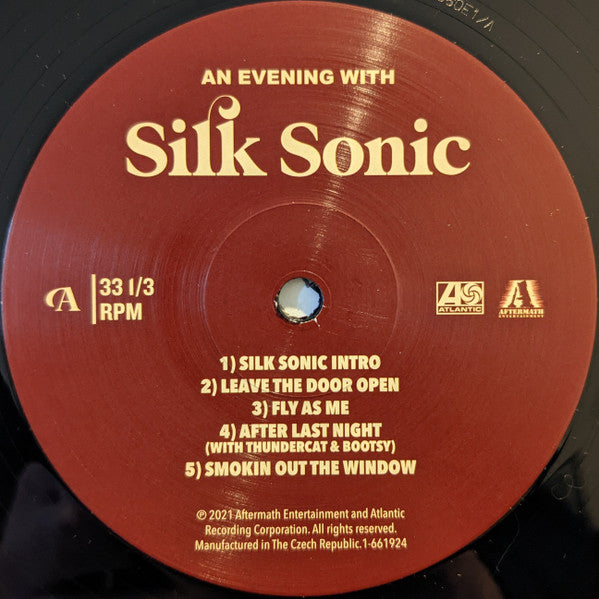 60E1/A
AN EVENING WITH
Silk Sonic
A
33 1/3
RPM
ATLANTIC
AFTERMATH
ENTERTAINMENT
1) SILK SONIC INTRO
2) LEAVE THE DOOR OPEN
3) FLY AS ME
4) AFTER LAST NIGHT
(WITH THUNDERCAT & BOOTSY)
5) SMOKIN OUT THE WINDOW
℗ 2021 Aftermath Entertainment and Atlantic
Recording Corporation. All rights reserved.
Manufactured in The Czech Republic.1-661924